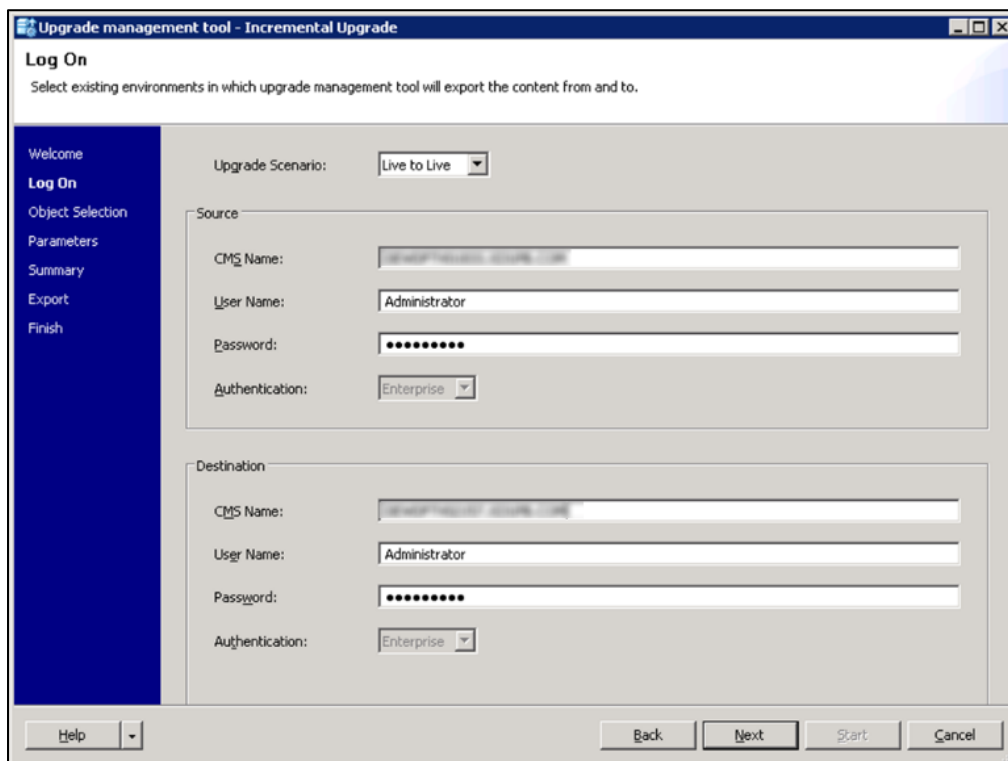 Upgrade management tool - Incremental Upgrade
Log On
Select existing environments in which upgrade management tool will export the content from and to.
Welcome
Log On
Object Selection
Parameters
Summary
Export
Finish
Upgrade Scenario: Live to Live
Source
CMS Name:
User Name: Administrator
Password: ●●●●●●●●●
Authentication: Enterprise
Destination
CMS Name:
User Name: Administrator
Password: ●●●●●●●●●
Authentication: Enterprise
Help Back Next Start Cancel